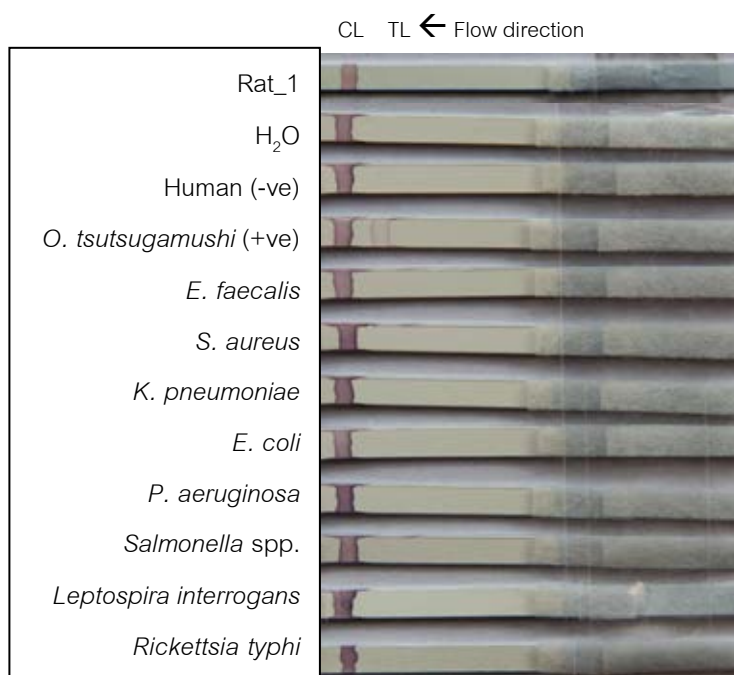 CL TL ← Flow direction
Rat_1
H₂O
Human (-ve)
O. tsutsugamushi (+ve)
E. faecalis
S. aureus
K. pneumoniae
E. coli
P. aeruginosa
Salmonella spp.
Leptospira interrogans
Rickettsia typhi